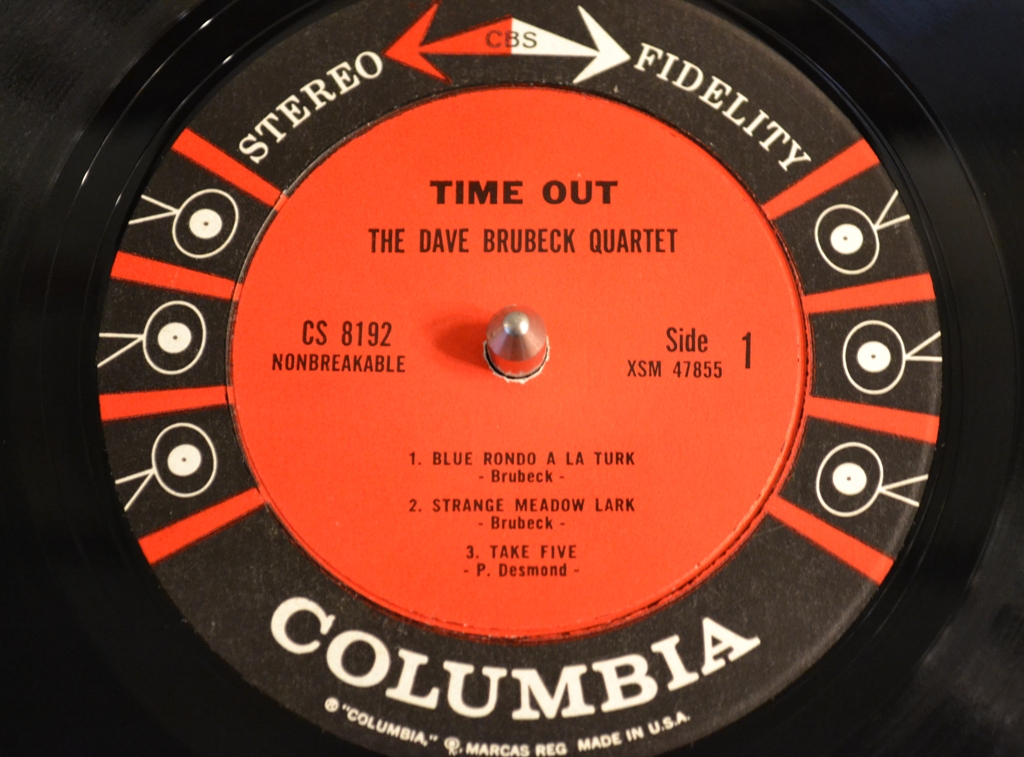 CBS
STEREO FIDELITY
TIME OUT
THE DAVE BRUBECK QUARTET
CS 8192
NONBREAKABLE
Side 1
XSM 47855
1. BLUE RONDO A LA TURK
- Brubeck -
2. STRANGE MEADOW LARK
- Brubeck -
3. TAKE FIVE
- P. Desmond -
COLUMBIA
® "COLUMBIA," ®, MARCAS REG MADE IN U.S.A.